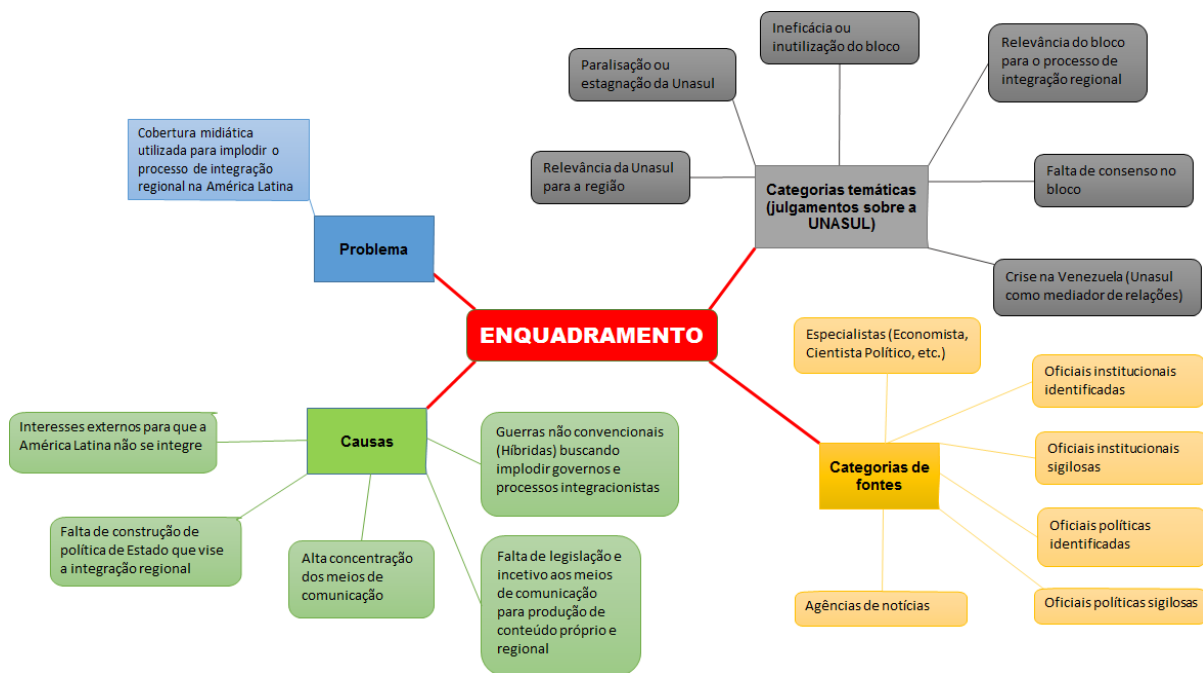 Ineficácia ou
inutilização do bloco
Relevância do bloco
para o processo de
integração regional
Paralisação ou
estagnação da Unasul
Cobertura midiática
utilizada para implodir o
processo de integração
regional na América Latina
Relevância da Unasul
para a região
Categorias temáticas
(julgamentos sobre a
UNASUL)
Falta de consenso no
bloco
Problema
Crise na Venezuela (Unasul
como mediador de relações)
ENQUADRAMENTO
Especialistas (Economista,
Cientista Político, etc.)
Oficiais institucionais
identificadas
Interesses externos para que a
América Latina não se integre
Causas
Guerras não convencionais
(Híbridas) buscando
implodir governos e
processos integracionistas
Categorias de
fontes
Oficiais institucionais
sigilosas
Falta de construção de
política de Estado que vise
a integração regional
Alta concentração
dos meios de
comunicação
Falta de legislação e
incetivo aos meios
de comunicação
para produção de
conteúdo próprio e
regional
Oficiais políticas
identificadas
Agências de notícias
Oficiais políticas sigilosas